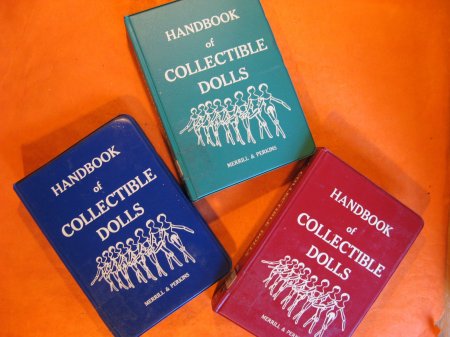 HANDBOOK
of
COLLECTIBLE
DOLLS
MERRILL & PERKINS
HANDBOOK
of
COLLECTIBLE
DOLLS
MERRILL & PERKINS
HANDBOOK
of
COLLECTIBLE
DOLLS
MERRILL & PERKINS